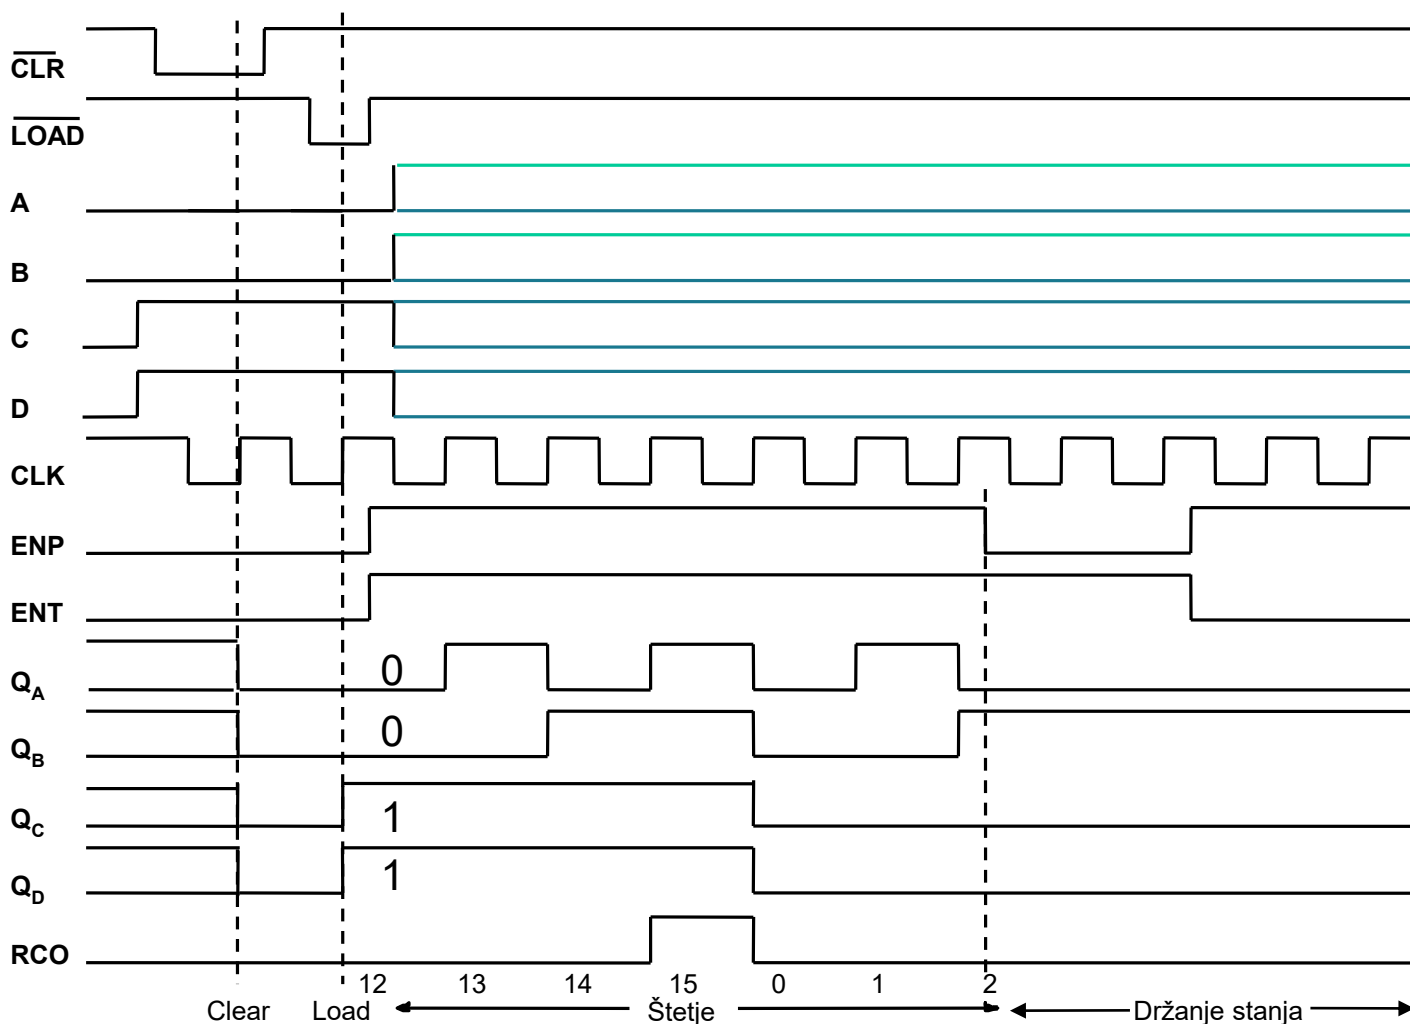 CLR
LOAD
A
B
C
D
CLK
ENP
ENT
QA 0
QB 0
QC 1
QD 1
RCO
12 13 14 15 0 1 2
Clear Load Štetje Držanje stanja